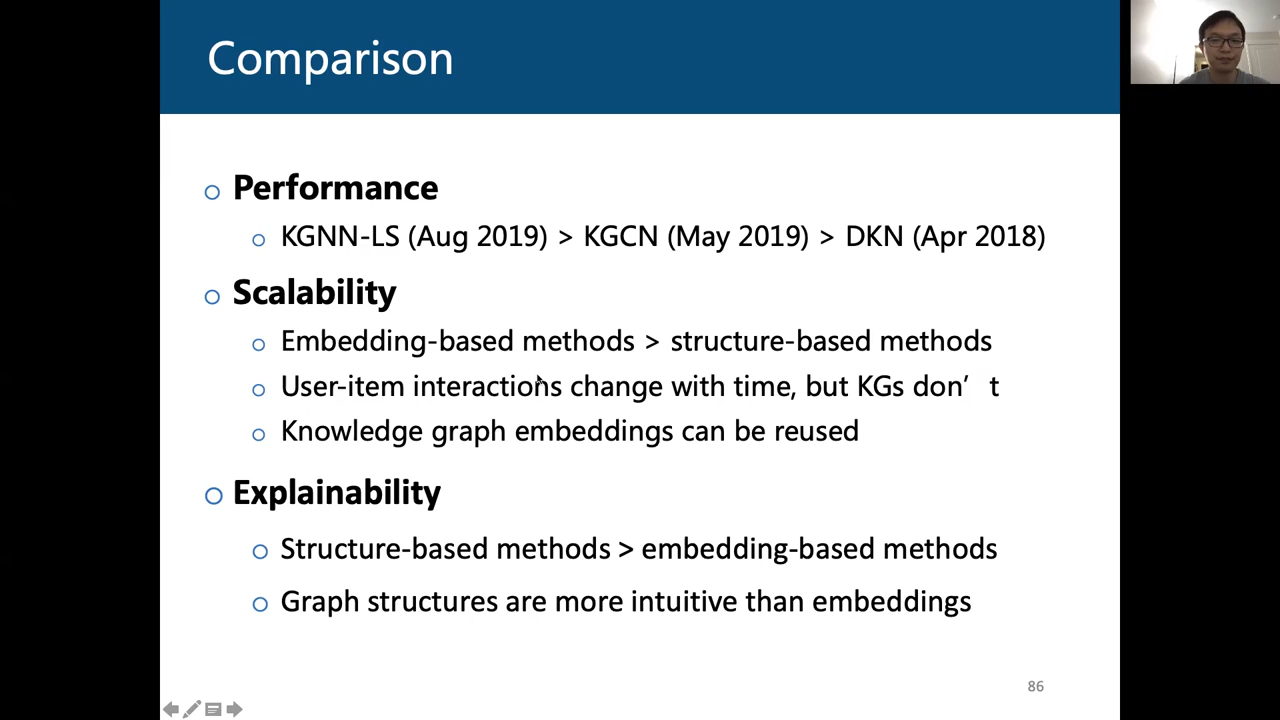 Comparison
Performance
KGNN-LS (Aug 2019) > KGCN (May 2019) > DKN (Apr 2018)
Scalability
Embedding-based methods > structure-based methods
User-item interactions change with time, but KGs don’ t
Knowledge graph embeddings can be reused
Explainability
Structure-based methods > embedding-based methods
Graph structures are more intuitive than embeddings
86